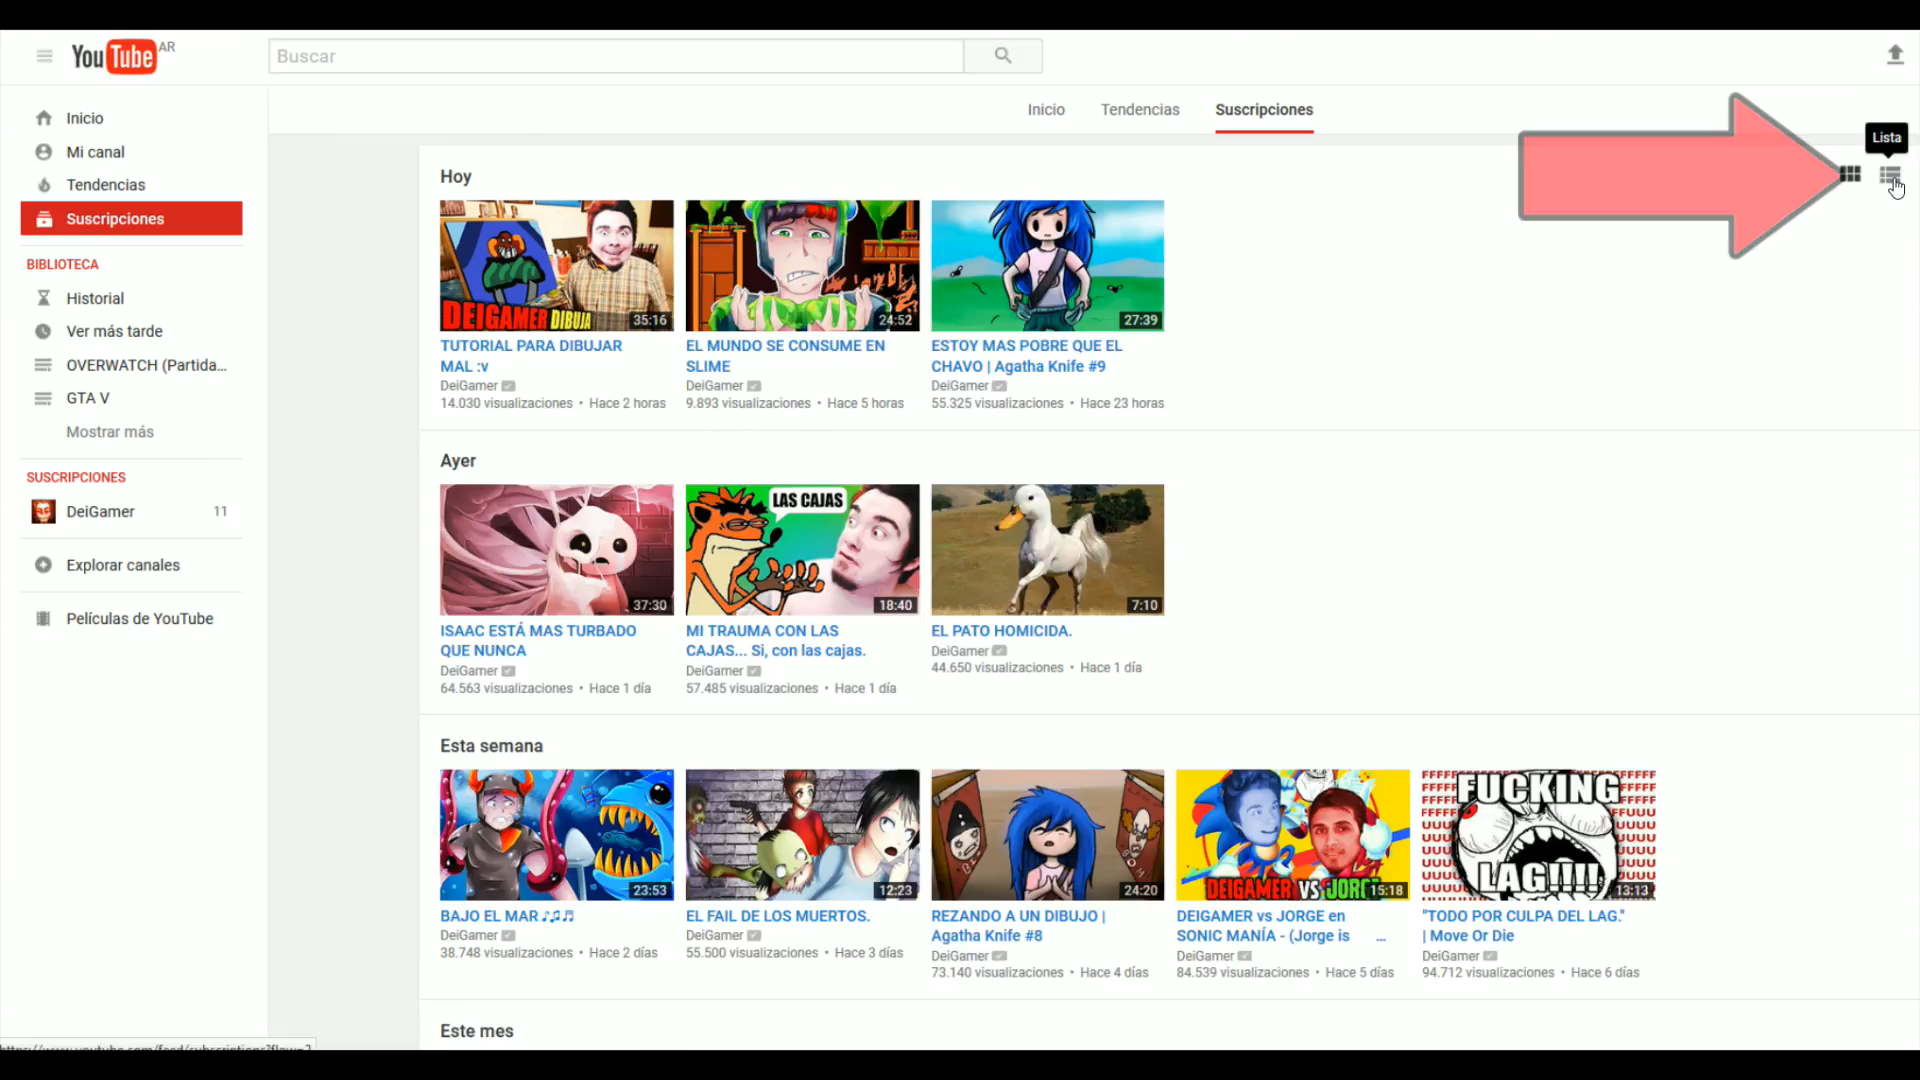 YouTube AR
Buscar
Inicio
Tendencias
Suscripciones
Lista
Inicio
Mi canal
Tendencias
Suscripciones
BIBLIOTECA
Historial
Ver más tarde
OVERWATCH (Partida...
GTA V
Mostrar más
SUSCRIPCIONES
DeiGamer 11
Explorar canales
Películas de YouTube
Hoy
DEIGAMER DIBUJA
35:16
TUTORIAL PARA DIBUJAR
MAL :v
DeiGamer
14.030 visualizaciones • Hace 2 horas
24:52
EL MUNDO SE CONSUME EN
SLIME
DeiGamer
9.893 visualizaciones • Hace 5 horas
27:39
ESTOY MAS POBRE QUE EL
CHAVO | Agatha Knife #9
DeiGamer
55.325 visualizaciones • Hace 23 horas
Ayer
37:30
ISAAC ESTÁ MAS TURBADO
QUE NUNCA
DeiGamer
64.563 visualizaciones • Hace 1 día
LAS CAJAS
18:40
MI TRAUMA CON LAS
CAJAS... Si, con las cajas.
DeiGamer
57.485 visualizaciones • Hace 1 día
7:10
EL PATO HOMICIDA.
DeiGamer
44.650 visualizaciones • Hace 1 día
Esta semana
23:53
BAJO EL MAR ♪♫♬
DeiGamer
38.748 visualizaciones • Hace 2 días
12:23
EL FAIL DE LOS MUERTOS.
DeiGamer
55.500 visualizaciones • Hace 3 días
24:20
REZANDO A UN DIBUJO |
Agatha Knife #8
DeiGamer
73.140 visualizaciones • Hace 4 días
DEIGAMER VS JORGE
15:18
DEIGAMER vs JORGE en
SONIC MANÍA - (Jorge is ...
DeiGamer
84.539 visualizaciones • Hace 5 días
FUCKING
LAG!!!!
13:13
"TODO POR CULPA DEL LAG."
| Move Or Die
DeiGamer
94.712 visualizaciones • Hace 6 días
Este mes
https://www.youtube.com/feed/subscriptions?flow=2